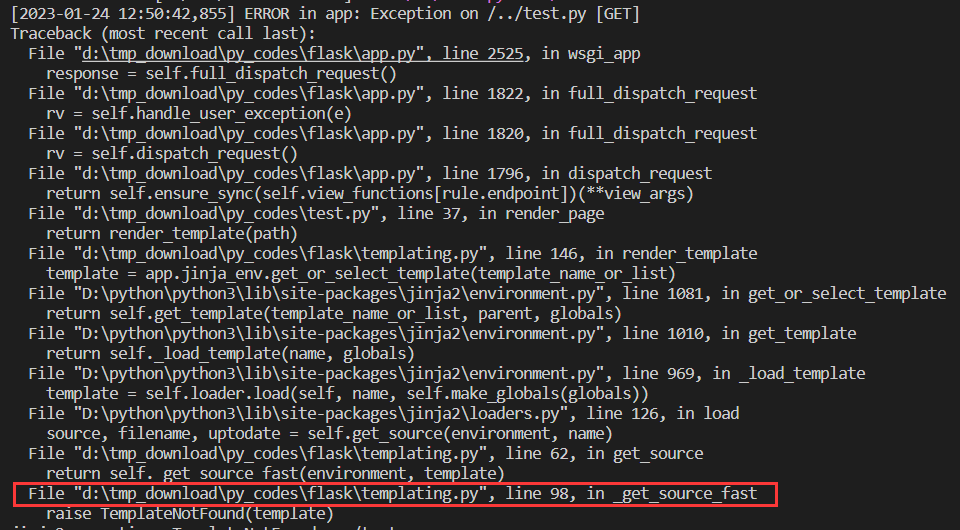 [2023-01-24 12:50:42,855] ERROR in app: Exception on /../test.py [GET]
Traceback (most recent call last):
  File "d:\tmp_download\py_codes\flask\app.py", line 2525, in wsgi_app
    response = self.full_dispatch_request()
  File "d:\tmp_download\py_codes\flask\app.py", line 1822, in full_dispatch_request
    rv = self.handle_user_exception(e)
  File "d:\tmp_download\py_codes\flask\app.py", line 1820, in full_dispatch_request
    rv = self.dispatch_request()
  File "d:\tmp_download\py_codes\flask\app.py", line 1796, in dispatch_request
    return self.ensure_sync(self.view_functions[rule.endpoint])(**view_args)
  File "d:\tmp_download\py_codes\test.py", line 37, in render_page
    return render_template(path)
  File "d:\tmp_download\py_codes\flask\templating.py", line 146, in render_template
    template = app.jinja_env.get_or_select_template(template_name_or_list)
  File "D:\python\python3\lib\site-packages\jinja2\environment.py", line 1081, in get_or_select_template
    return self.get_template(template_name_or_list, parent, globals)
  File "D:\python\python3\lib\site-packages\jinja2\environment.py", line 1010, in get_template
    return self._load_template(name, globals)
  File "D:\python\python3\lib\site-packages\jinja2\environment.py", line 969, in _load_template
    template = self.loader.load(self, name, self.make_globals(globals))
  File "D:\python\python3\lib\site-packages\jinja2\loaders.py", line 126, in load
    source, filename, uptodate = self.get_source(environment, name)
  File "d:\tmp_download\py_codes\flask\templating.py", line 62, in get_source
    return self._get_source_fast(environment, template)
  File "d:\tmp_download\py_codes\flask\templating.py", line 98, in _get_source_fast
    raise TemplateNotFound(template)